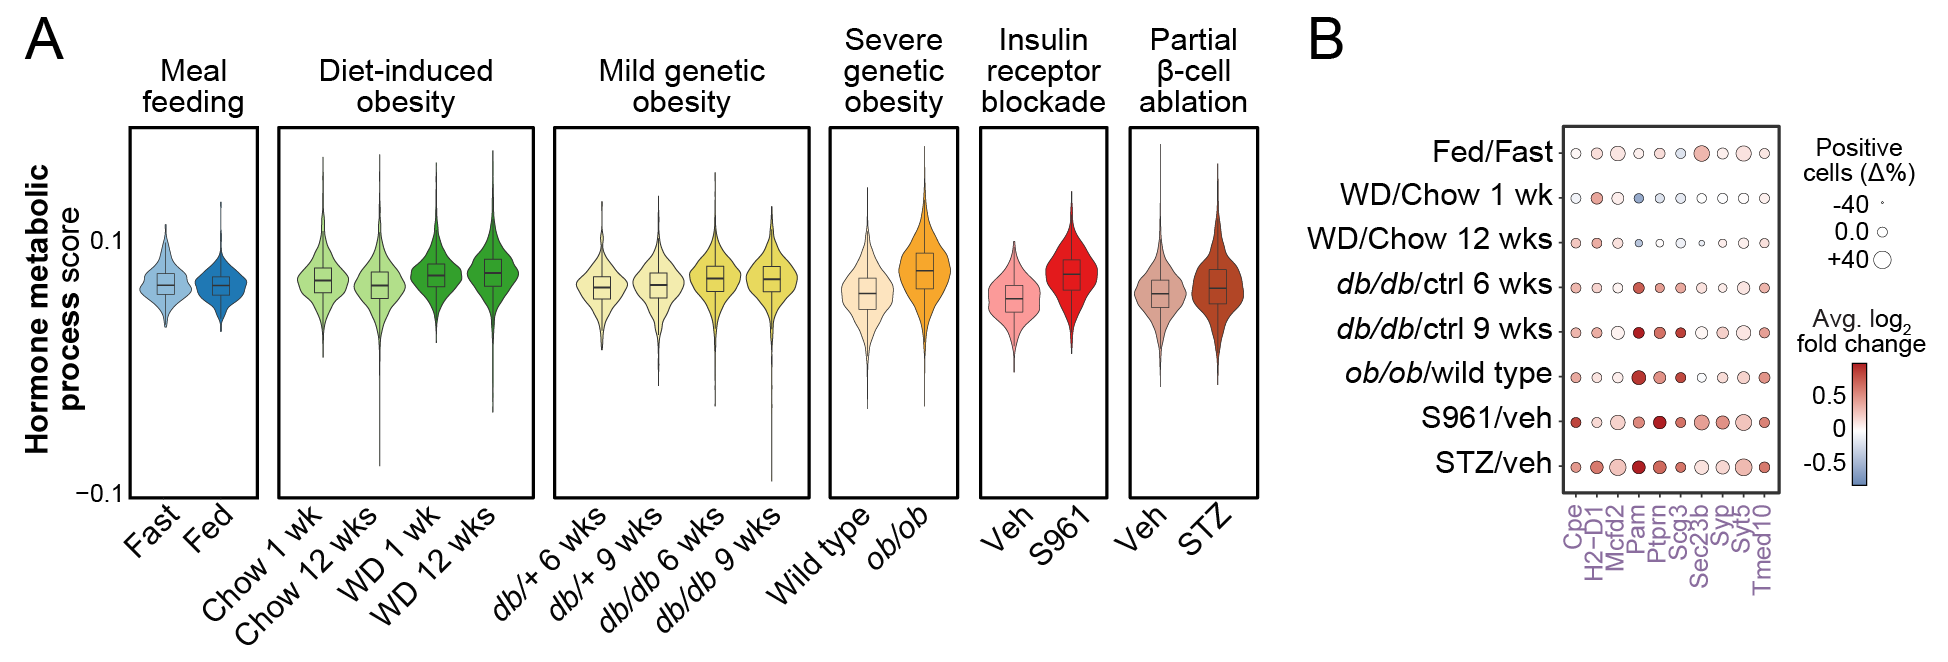 A
Meal
feeding
Diet-induced
obesity
Mild genetic
obesity
Severe
genetic
obesity
Insulin
receptor
blockade
Partial
β-cell
ablation
Hormone metabolic
process score
0.1
−0.1
Fast
Fed
Chow 1 wk
Chow 12 wks
WD 1 wk
WD 12 wks
db/+ 6 wks
db/+ 9 wks
db/db 6 wks
db/db 9 wks
Wild type
ob/ob
Veh
S961
Veh
STZ
B
Fed/Fast
WD/Chow 1 wk
WD/Chow 12 wks
db/db/ctrl 6 wks
db/db/ctrl 9 wks
ob/ob/wild type
S961/veh
STZ/veh
Cpe
H2−D1
Mcfd2
Pam
Ptprn
Scg3
Sec23b
Syp
Syt5
Tmed10
Positive
cells (Δ%)
-40
0.0
+40
Avg. log2
fold change
0.5
0
-0.5